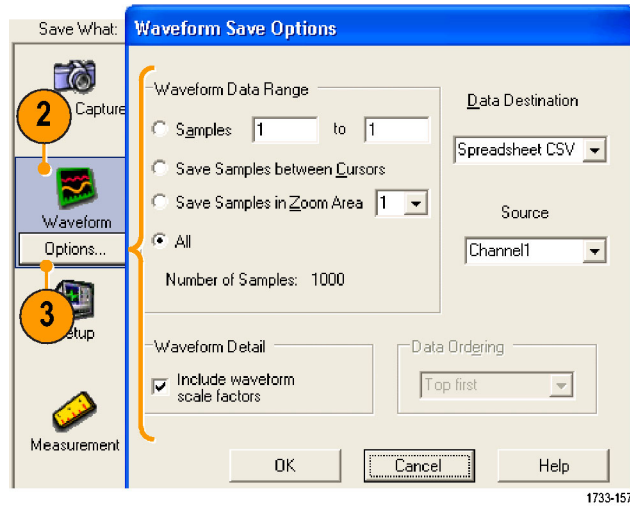 Save What:
Waveform Save Options
Capture
2
Waveform
Options...
3
etup
Measurement
Waveform Data Range
Samples 1 to 1
Save Samples between Cursors
Save Samples in Zoom Area 1
All
Number of Samples: 1000
Data Destination
Spreadsheet CSV
Source
Channel1
Waveform Detail
Include waveform
scale factors
Data Ordering
Top first
OK Cancel Help
1733-157